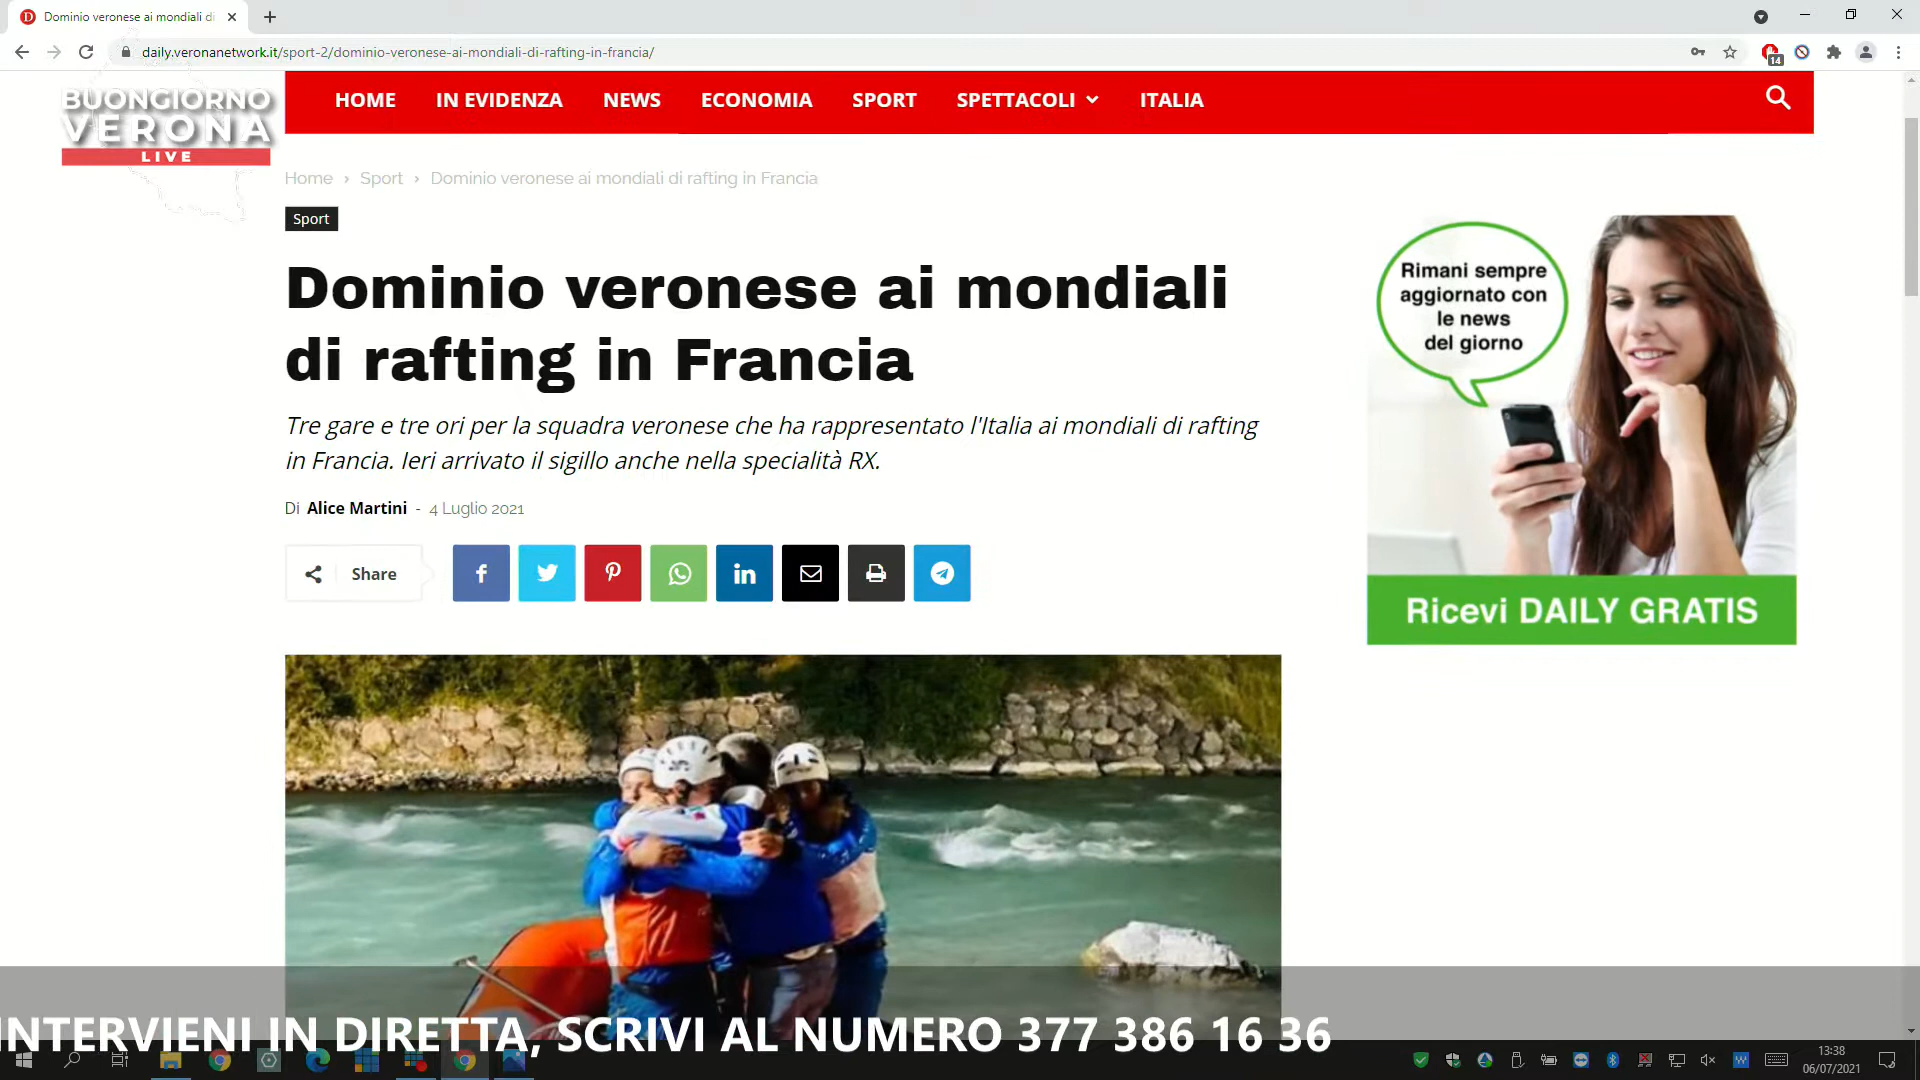 Dominio veronese ai mondiali di
daily.veronanetwork.it/sport-2/dominio-veronese-ai-mondiali-di-rafting-in-francia/
14
BUONGIORNO
VERONA
LIVE
HOME IN EVIDENZA NEWS ECONOMIA SPORT SPETTACOLI ITALIA
Home › Sport › Dominio veronese ai mondiali di rafting in Francia
Sport
Dominio veronese ai mondiali
di rafting in Francia
Tre gare e tre ori per la squadra veronese che ha rappresentato l'Italia ai mondiali di rafting
in Francia. Ieri arrivato il sigillo anche nella specialità RX.
Di Alice Martini - 4 Luglio 2021
Share
Rimani sempre
aggiornato con
le news
del giorno
Ricevi DAILY GRATIS
INTERVIENI IN DIRETTA, SCRIVI AL NUMERO 377 386 16 36
13:38
06/07/2021